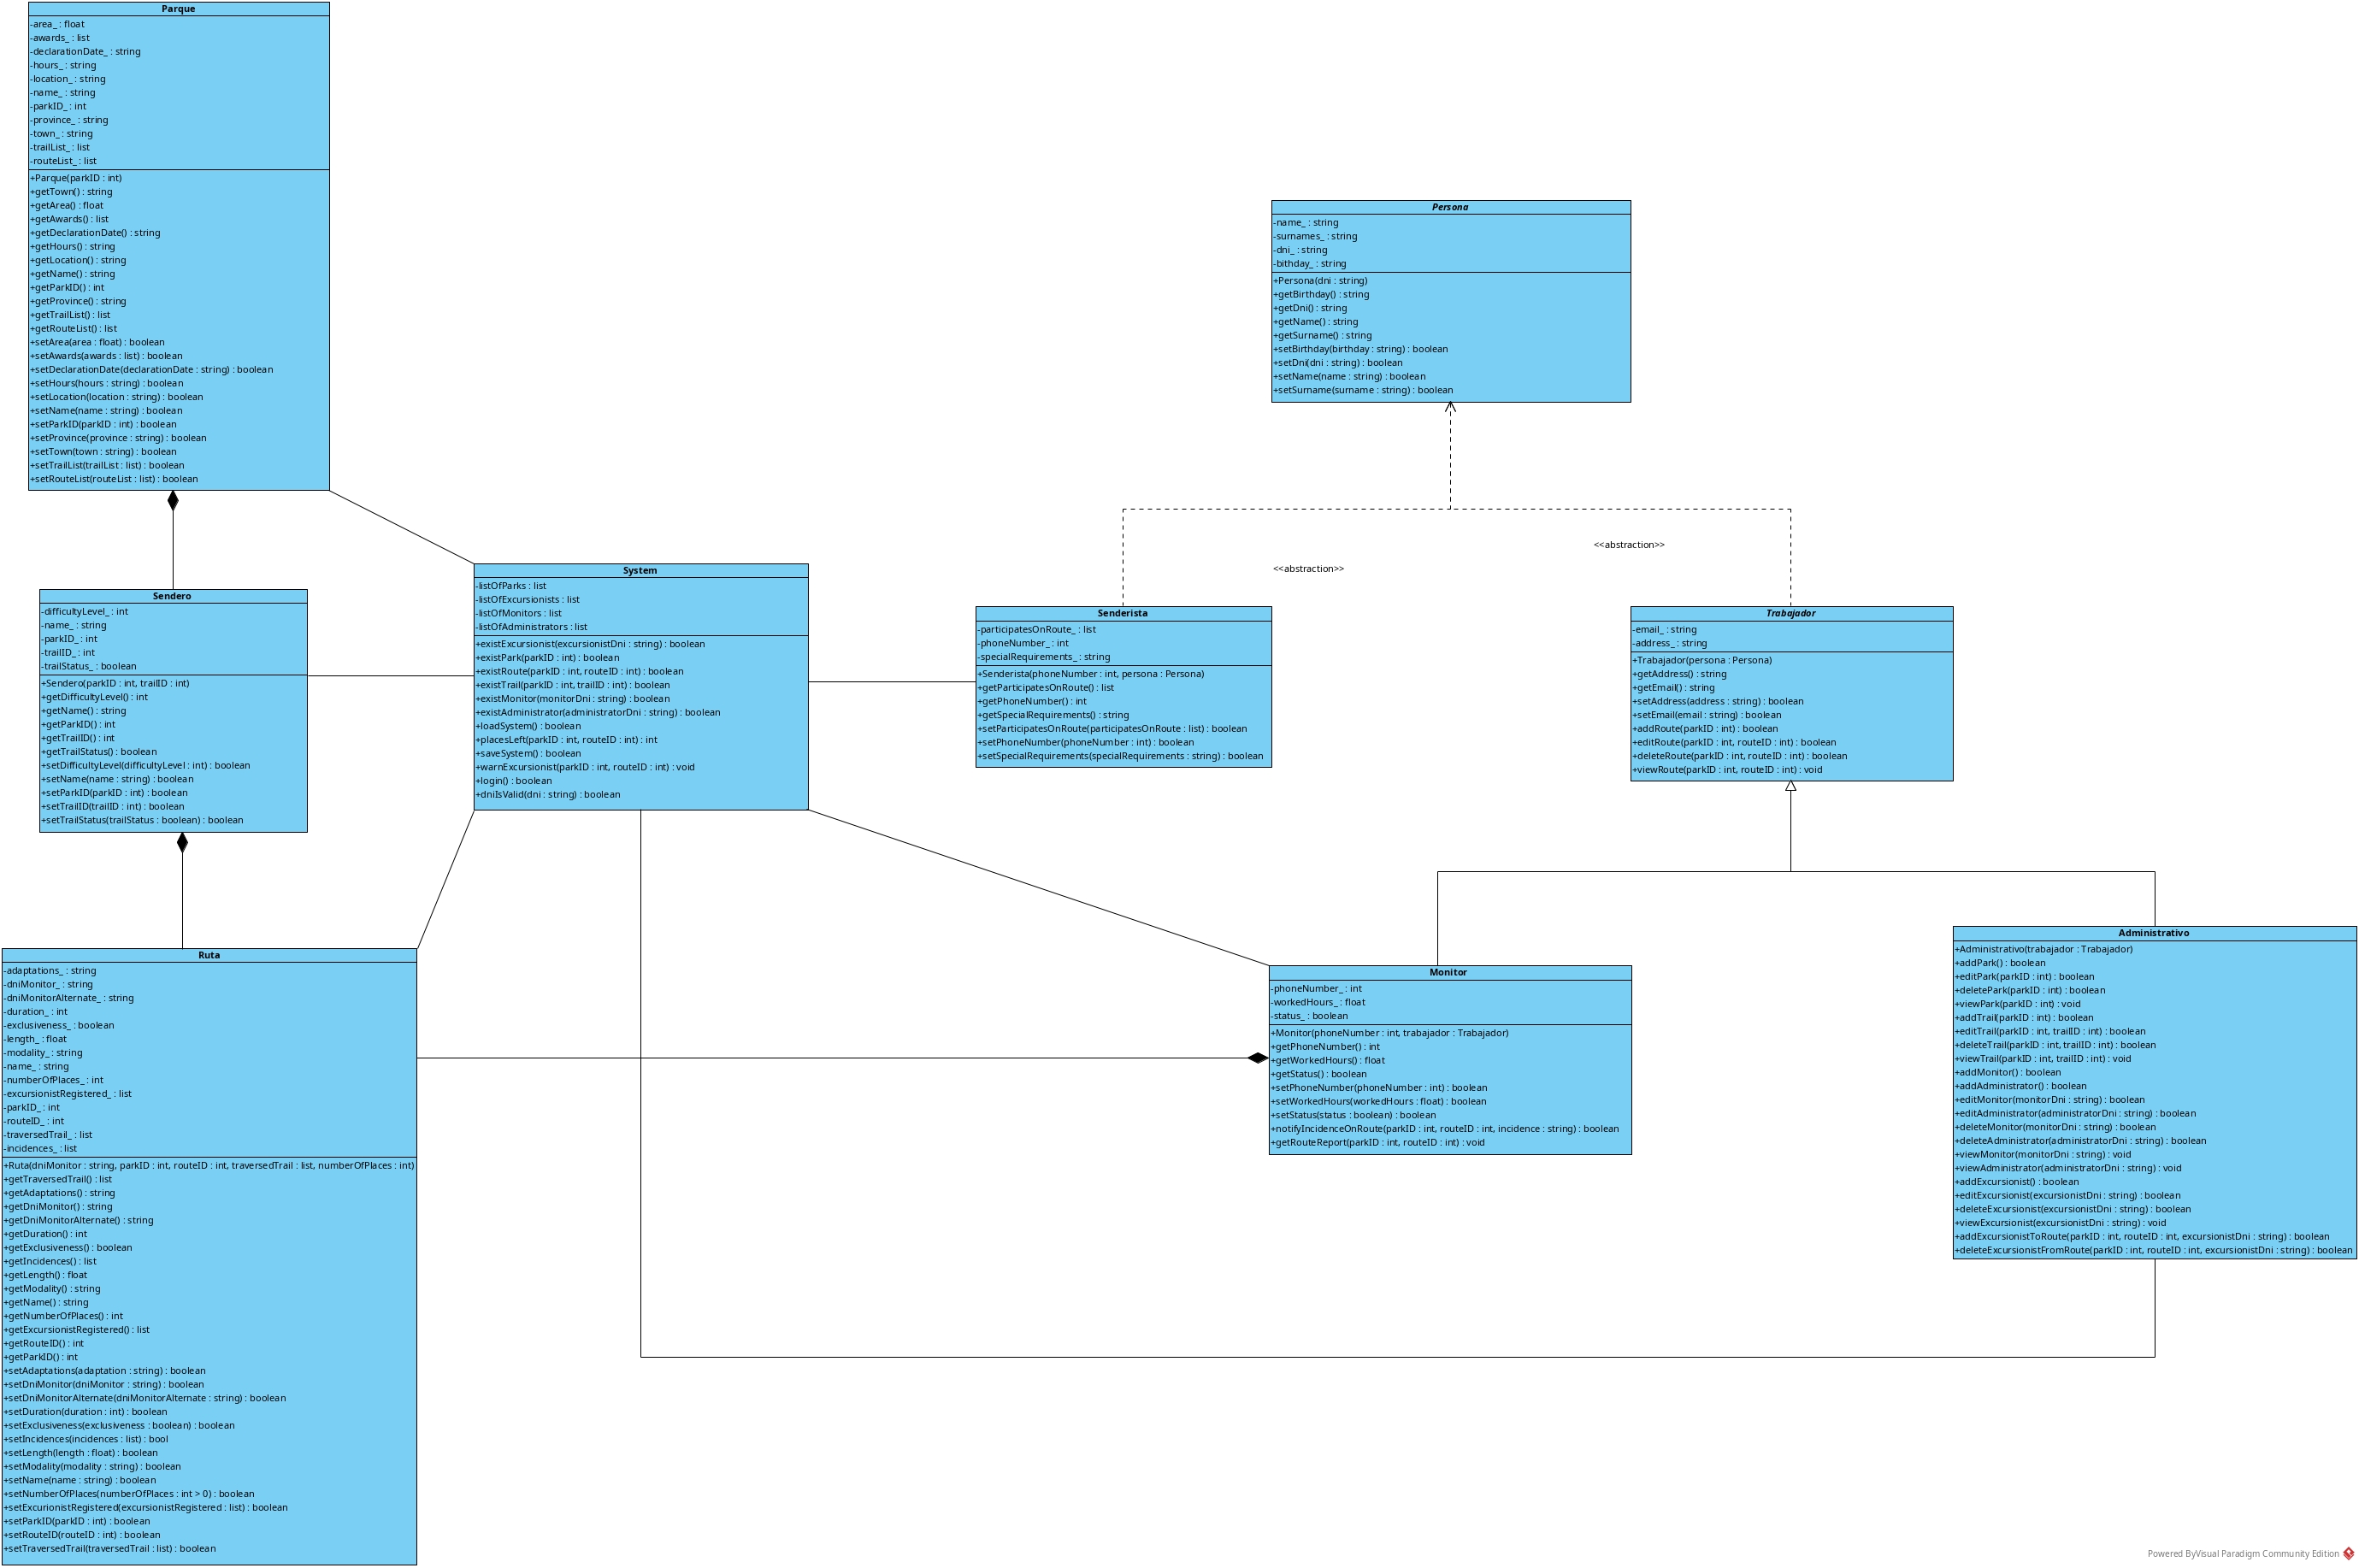 Parque
-area_ : float
-awards_ : list
-declarationDate_ : string
-hours_ : string
-location_ : string
-name_ : string
-parkID_ : int
-province_ : string
-town_ : string
-trailList_ : list
-routeList_ : list
+Parque(parkID : int)
+getTown() : string
+getArea() : float
+getAwards() : list
+getDeclarationDate() : string
+getHours() : string
+getLocation() : string
+getName() : string
+getParkID() : int
+getProvince() : string
+getTrailList() : list
+getRouteList() : list
+setArea(area : float) : boolean
+setAwards(awards : list) : boolean
+setDeclarationDate(declarationDate : string) : boolean
+setHours(hours : string) : boolean
+setLocation(location : string) : boolean
+setName(name : string) : boolean
+setParkID(parkID : int) : boolean
+setProvince(province : string) : boolean
+setTown(town : string) : boolean
+setTrailList(trailList : list) : boolean
+setRouteList(routeList : list) : boolean
Persona
-name_ : string
-surnames_ : string
-dni_ : string
-bithday_ : string
+Persona(dni : string)
+getBirthday() : string
+getDni() : string
+getName() : string
+getSurname() : string
+setBirthday(birthday : string) : boolean
+setDni(dni : string) : boolean
+setName(name : string) : boolean
+setSurname(surname : string) : boolean
<<abstraction>>
<<abstraction>>
Sendero
-difficultyLevel_ : int
-name_ : string
-parkID_ : int
-trailID_ : int
-trailStatus_ : boolean
+Sendero(parkID : int, trailID : int)
+getDifficultyLevel() : int
+getName() : string
+getParkID() : int
+getTrailID() : int
+getTrailStatus() : boolean
+setDifficultyLevel(difficultyLevel : int) : boolean
+setName(name : string) : boolean
+setParkID(parkID : int) : boolean
+setTrailID(trailID : int) : boolean
+setTrailStatus(trailStatus : boolean) : boolean
System
-listOfParks : list
-listOfExcursionists : list
-listOfMonitors : list
-listOfAdministrators : list
+existExcursionist(excursionistDni : string) : boolean
+existPark(parkID : int) : boolean
+existRoute(parkID : int, routeID : int) : boolean
+existTrail(parkID : int, trailID : int) : boolean
+existMonitor(monitorDni : string) : boolean
+existAdministrator(administratorDni : string) : boolean
+loadSystem() : boolean
+placesLeft(parkID : int, routeID : int) : int
+saveSystem() : boolean
+warnExcursionist(parkID : int, routeID : int) : void
+login() : boolean
+dniIsValid(dni : string) : boolean
Senderista
-participatesOnRoute_ : list
-phoneNumber_ : int
-specialRequirements_ : string
+Senderista(phoneNumber : int, persona : Persona)
+getParticipatesOnRoute() : list
+getPhoneNumber() : int
+getSpecialRequirements() : string
+setParticipatesOnRoute(participatesOnRoute : list) : boolean
+setPhoneNumber(phoneNumber : int) : boolean
+setSpecialRequirements(specialRequirements : string) : boolean
Trabajador
-email_ : string
-address_ : string
+Trabajador(persona : Persona)
+getAddress() : string
+getEmail() : string
+setAddress(address : string) : boolean
+setEmail(email : string) : boolean
+addRoute(parkID : int) : boolean
+editRoute(parkID : int, routeID : int) : boolean
+deleteRoute(parkID : int, routeID : int) : boolean
+viewRoute(parkID : int, routeID : int) : void
Ruta
-adaptations_ : string
-dniMonitor_ : string
-dniMonitorAlternate_ : string
-duration_ : int
-exclusiveness_ : boolean
-length_ : float
-modality_ : string
-name_ : string
-numberOfPlaces_ : int
-excursionistRegistered_ : list
-parkID_ : int
-routeID_ : int
-traversedTrail_ : list
-incidences_ : list
+Ruta(dniMonitor : string, parkID : int, routeID : int, traversedTrail : list, numberOfPlaces : int)
+getTraversedTrail() : list
+getAdaptations() : string
+getDniMonitor() : string
+getDniMonitorAlternate() : string
+getDuration() : int
+getExclusiveness() : boolean
+getIncidences() : list
+getLength() : float
+getModality() : string
+getName() : string
+getNumberOfPlaces() : int
+getExcursionistRegistered() : list
+getRouteID() : int
+getParkID() : int
+setAdaptations(adaptation : string) : boolean
+setDniMonitor(dniMonitor : string) : boolean
+setDniMonitorAlternate(dniMonitorAlternate : string) : boolean
+setDuration(duration : int) : boolean
+setExclusiveness(exclusiveness : boolean) : boolean
+setIncidences(incidences : list) : bool
+setLength(length : float) : boolean
+setModality(modality : string) : boolean
+setName(name : string) : boolean
+setNumberOfPlaces(numberOfPlaces : int > 0) : boolean
+setExcurionistRegistered(excursionistRegistered : list) : boolean
+setParkID(parkID : int) : boolean
+setRouteID(routeID : int) : boolean
+setTraversedTrail(traversedTrail : list) : boolean
Monitor
-phoneNumber_ : int
-workedHours_ : float
-status_ : boolean
+Monitor(phoneNumber : int, trabajador : Trabajador)
+getPhoneNumber() : int
+getWorkedHours() : float
+getStatus() : boolean
+setPhoneNumber(phoneNumber : int) : boolean
+setWorkedHours(workedHours : float) : boolean
+setStatus(status : boolean) : boolean
+notifyIncidenceOnRoute(parkID : int, routeID : int, incidence : string) : boolean
+getRouteReport(parkID : int, routeID : int) : void
Administrativo
+Administrativo(trabajador : Trabajador)
+addPark() : boolean
+editPark(parkID : int) : boolean
+deletePark(parkID : int) : boolean
+viewPark(parkID : int) : void
+addTrail(parkID : int) : boolean
+editTrail(parkID : int, trailID : int) : boolean
+deleteTrail(parkID : int, trailID : int) : boolean
+viewTrail(parkID : int, trailID : int) : void
+addMonitor() : boolean
+addAdministrator() : boolean
+editMonitor(monitorDni : string) : boolean
+editAdministrator(administratorDni : string) : boolean
+deleteMonitor(monitorDni : string) : boolean
+deleteAdministrator(administratorDni : string) : boolean
+viewMonitor(monitorDni : string) : void
+viewAdministrator(administratorDni : string) : void
+addExcursionist() : boolean
+editExcursionist(excursionistDni : string) : boolean
+deleteExcursionist(excursionistDni : string) : boolean
+viewExcursionist(excursionistDni : string) : void
+addExcursionistToRoute(parkID : int, routeID : int, excursionistDni : string) : boolean
+deleteExcursionistFromRoute(parkID : int, routeID : int, excursionistDni : string) : boolean
Powered ByVisual Paradigm Community Edition